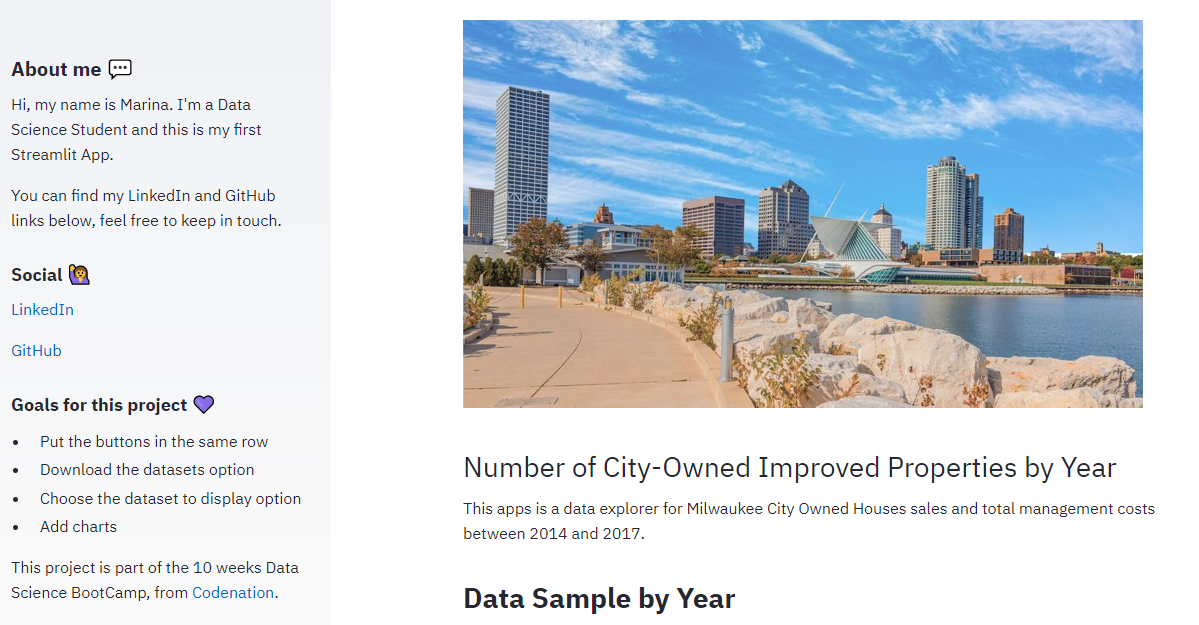 About me 💬
Hi, my name is Marina. I'm a Data
Science Student and this is my first
Streamlit App.
You can find my LinkedIn and GitHub
links below, feel free to keep in touch.
Social 🙋
LinkedIn
GitHub
Goals for this project 💜
• Put the buttons in the same row
• Download the datasets option
• Choose the dataset to display option
• Add charts
This project is part of the 10 weeks Data
Science BootCamp, from Codenation.
Number of City-Owned Improved Properties by Year
This apps is a data explorer for Milwaukee City Owned Houses sales and total management costs
between 2014 and 2017.
Data Sample by Year